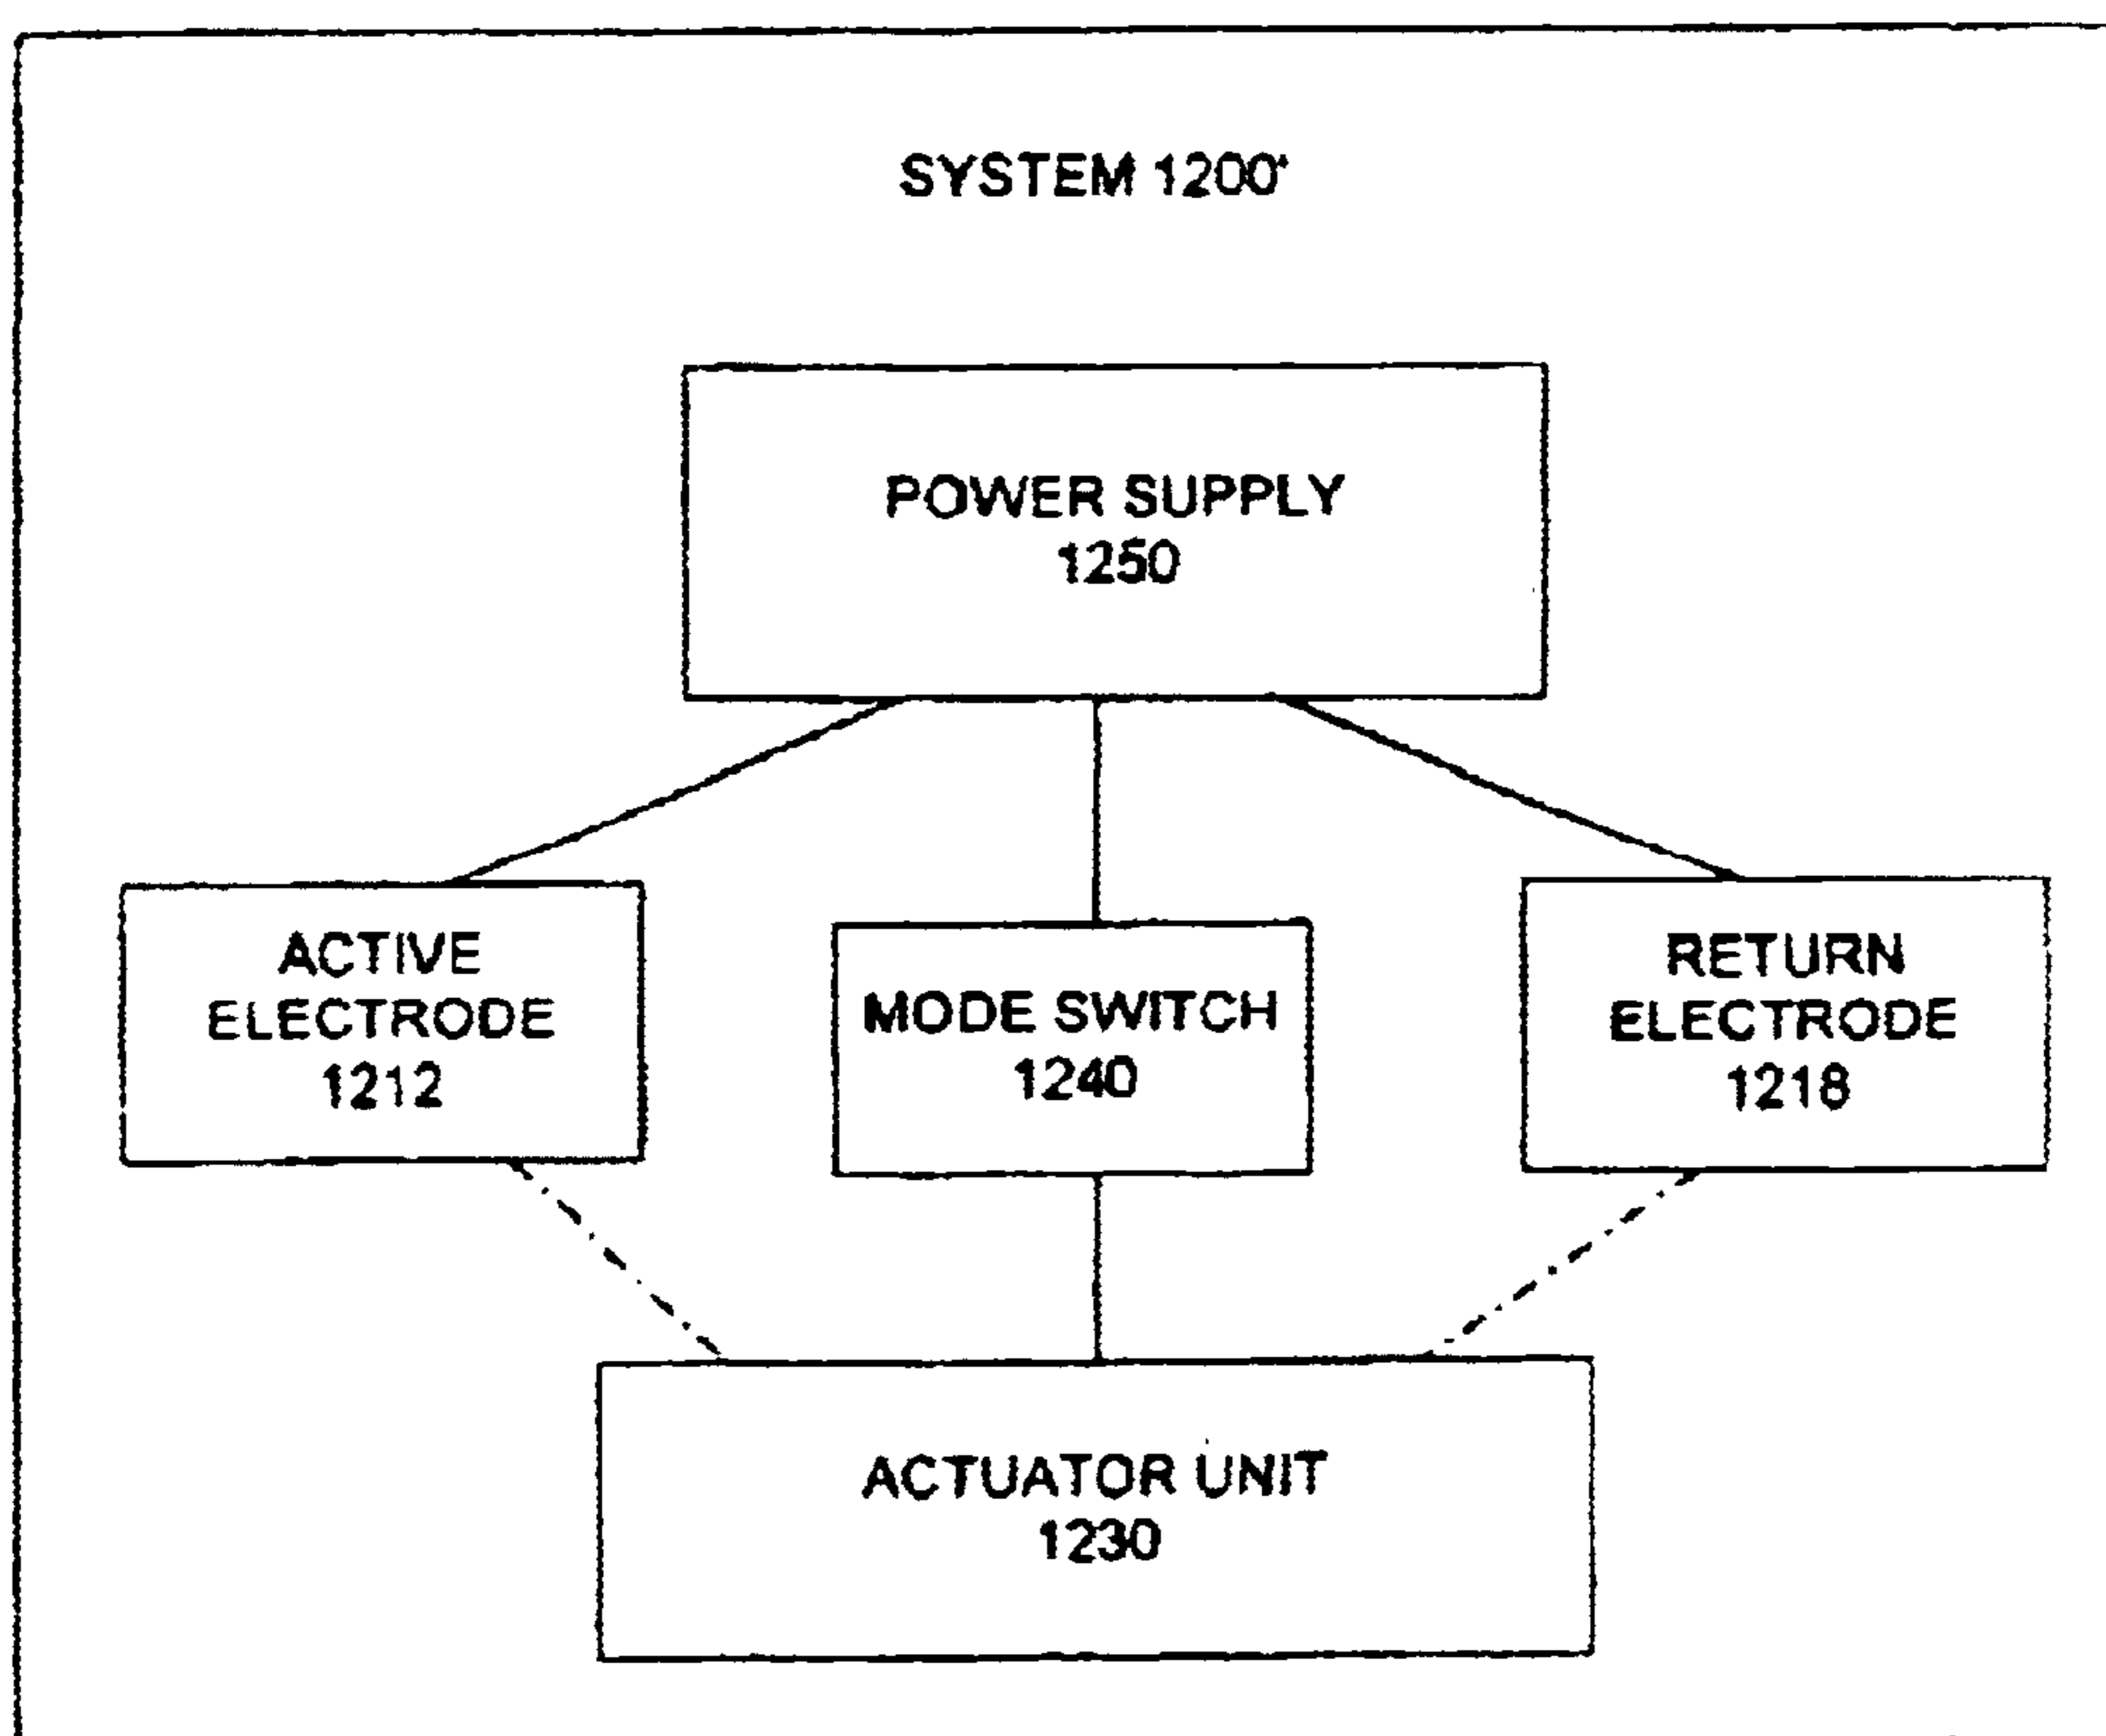 SYSTEM 1200'
POWER SUPPLY
1250
ACTIVE
ELECTRODE
1212
MODE SWITCH
1240
RETURN
ELECTRODE
1218
ACTUATOR UNIT
1230